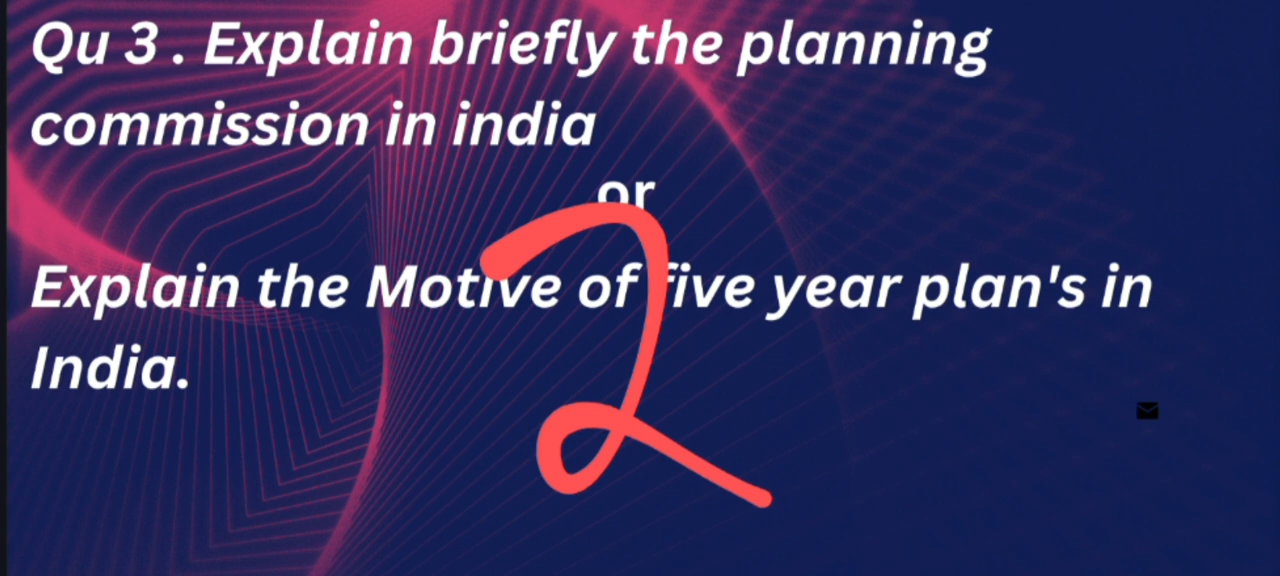 Qu 3 . Explain briefly the planning
commission in india
or
Explain the Motive of five year plan's in
India.
2